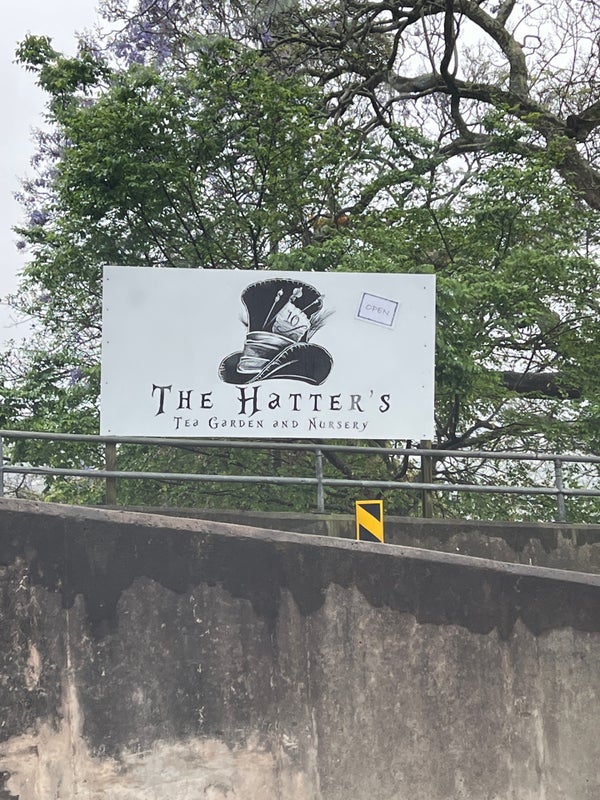 OPEN
10
The Hatter's
Tea Garden and Nursery